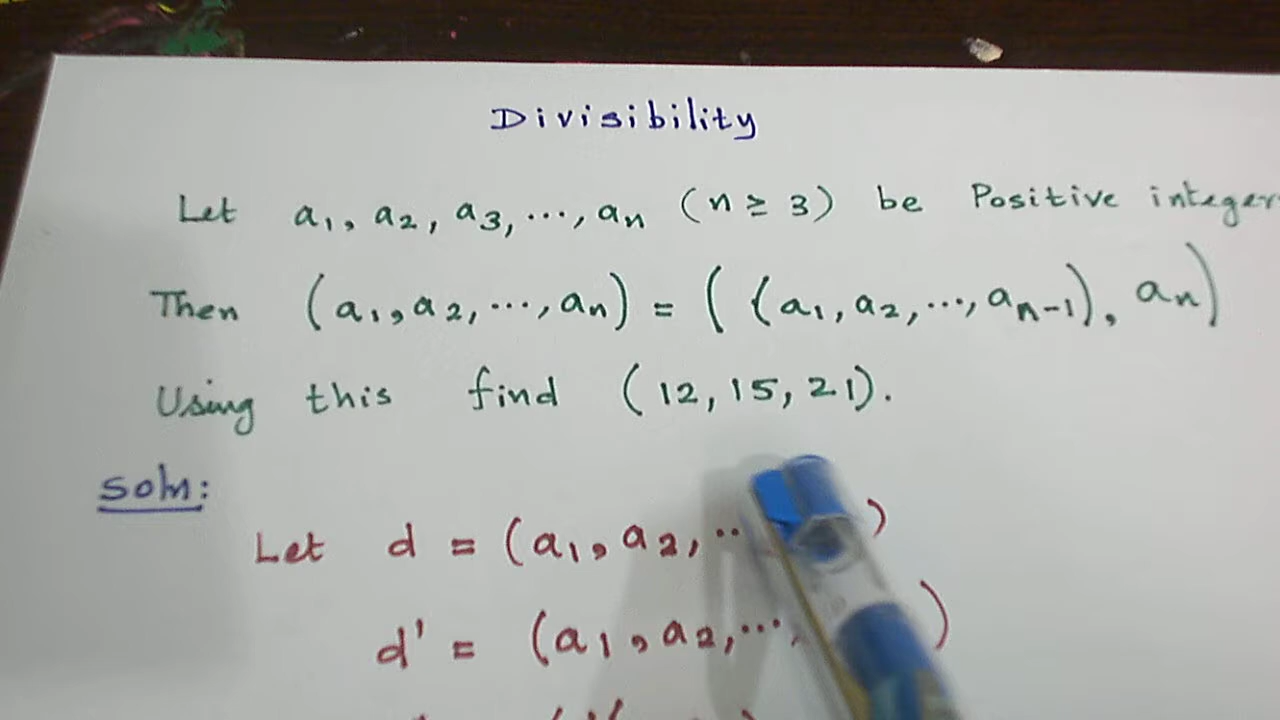 Divisibility
Let a₁, a₂, a₃, ..., aₙ (n ≥ 3) be Positive integer
Then (a₁, a₂, ..., aₙ) = ((a₁, a₂, ..., aₙ₋₁), aₙ)
Using this find (12, 15, 21).
Soln:
Let d = (a₁, a₂, ..  )
d' = (a₁, a₂, ...,  )